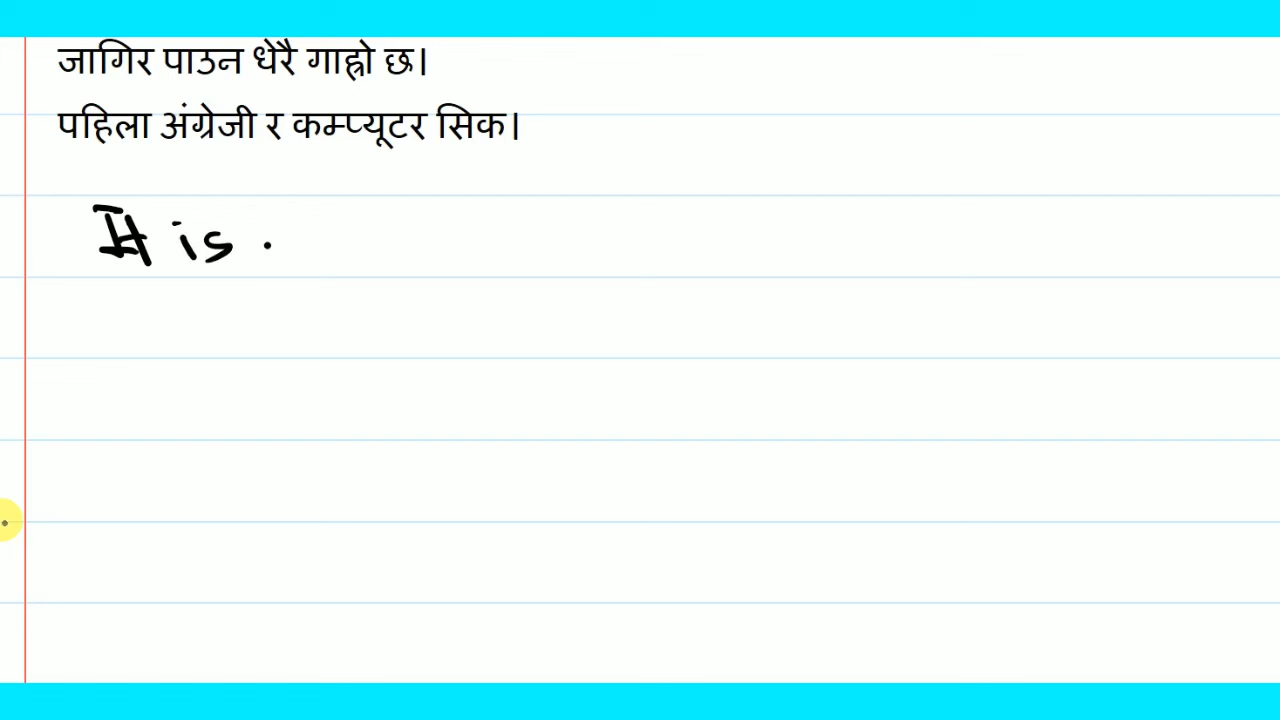 जागिर पाउन धेरै गाह्रो छ।
पहिला अंग्रेजी र कम्प्यूटर सिक।
It is .